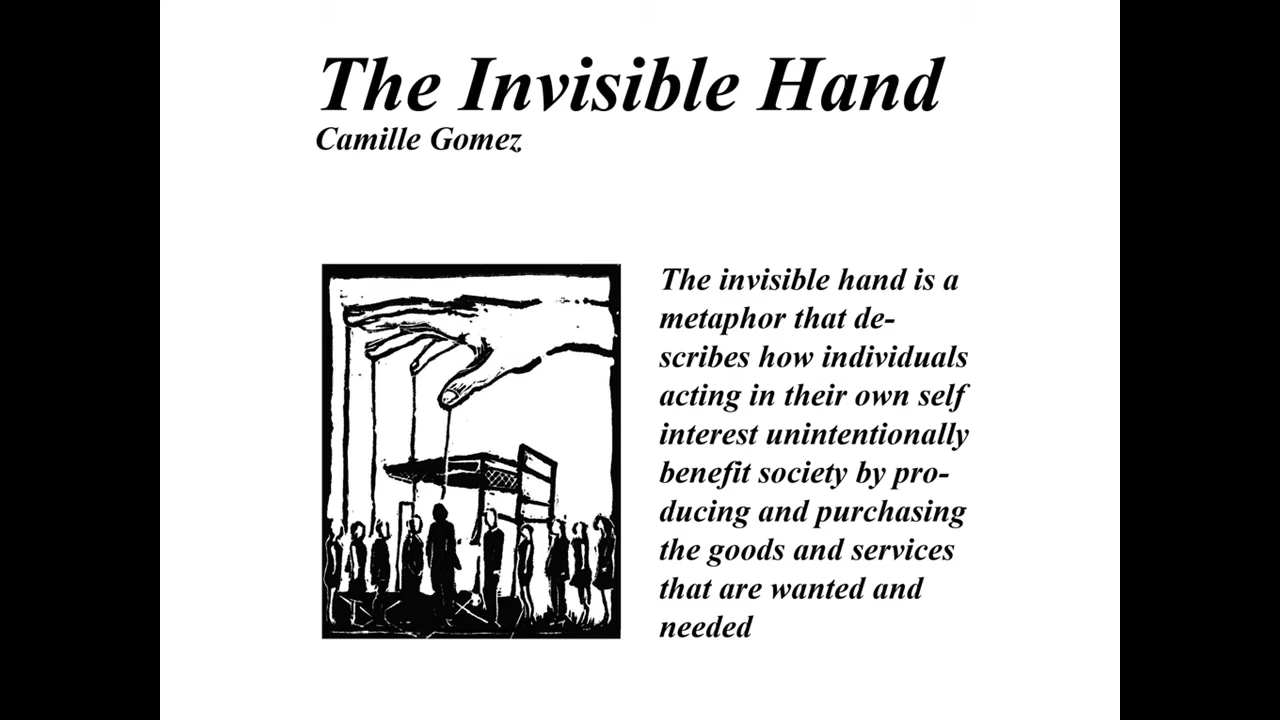 The Invisible Hand
Camille Gomez
The invisible hand is a
metaphor that de-
scribes how individuals
acting in their own self
interest unintentionally
benefit society by pro-
ducing and purchasing
the goods and services
that are wanted and
needed